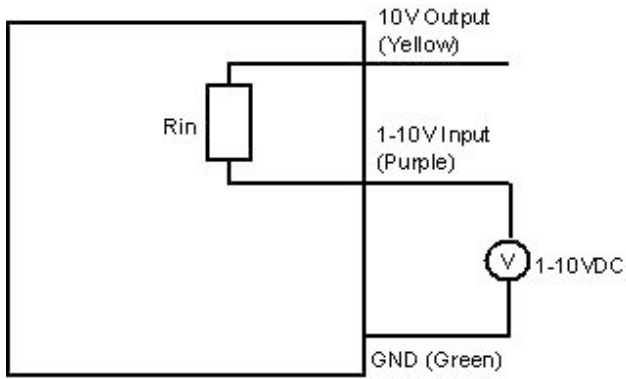 10V Output
(Yellow)
Rin
1-10V Input
(Purple)
V
1-10VDC
GND (Green)